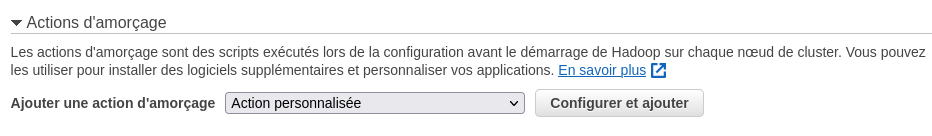 Actions d'amorçage
Les actions d'amorçage sont des scripts exécutés lors de la configuration avant le démarrage de Hadoop sur chaque nœud de cluster. Vous pouvez
les utiliser pour installer des logiciels supplémentaires et personnaliser vos applications. En savoir plus
Ajouter une action d'amorçage Action personnalisée Configurer et ajouter